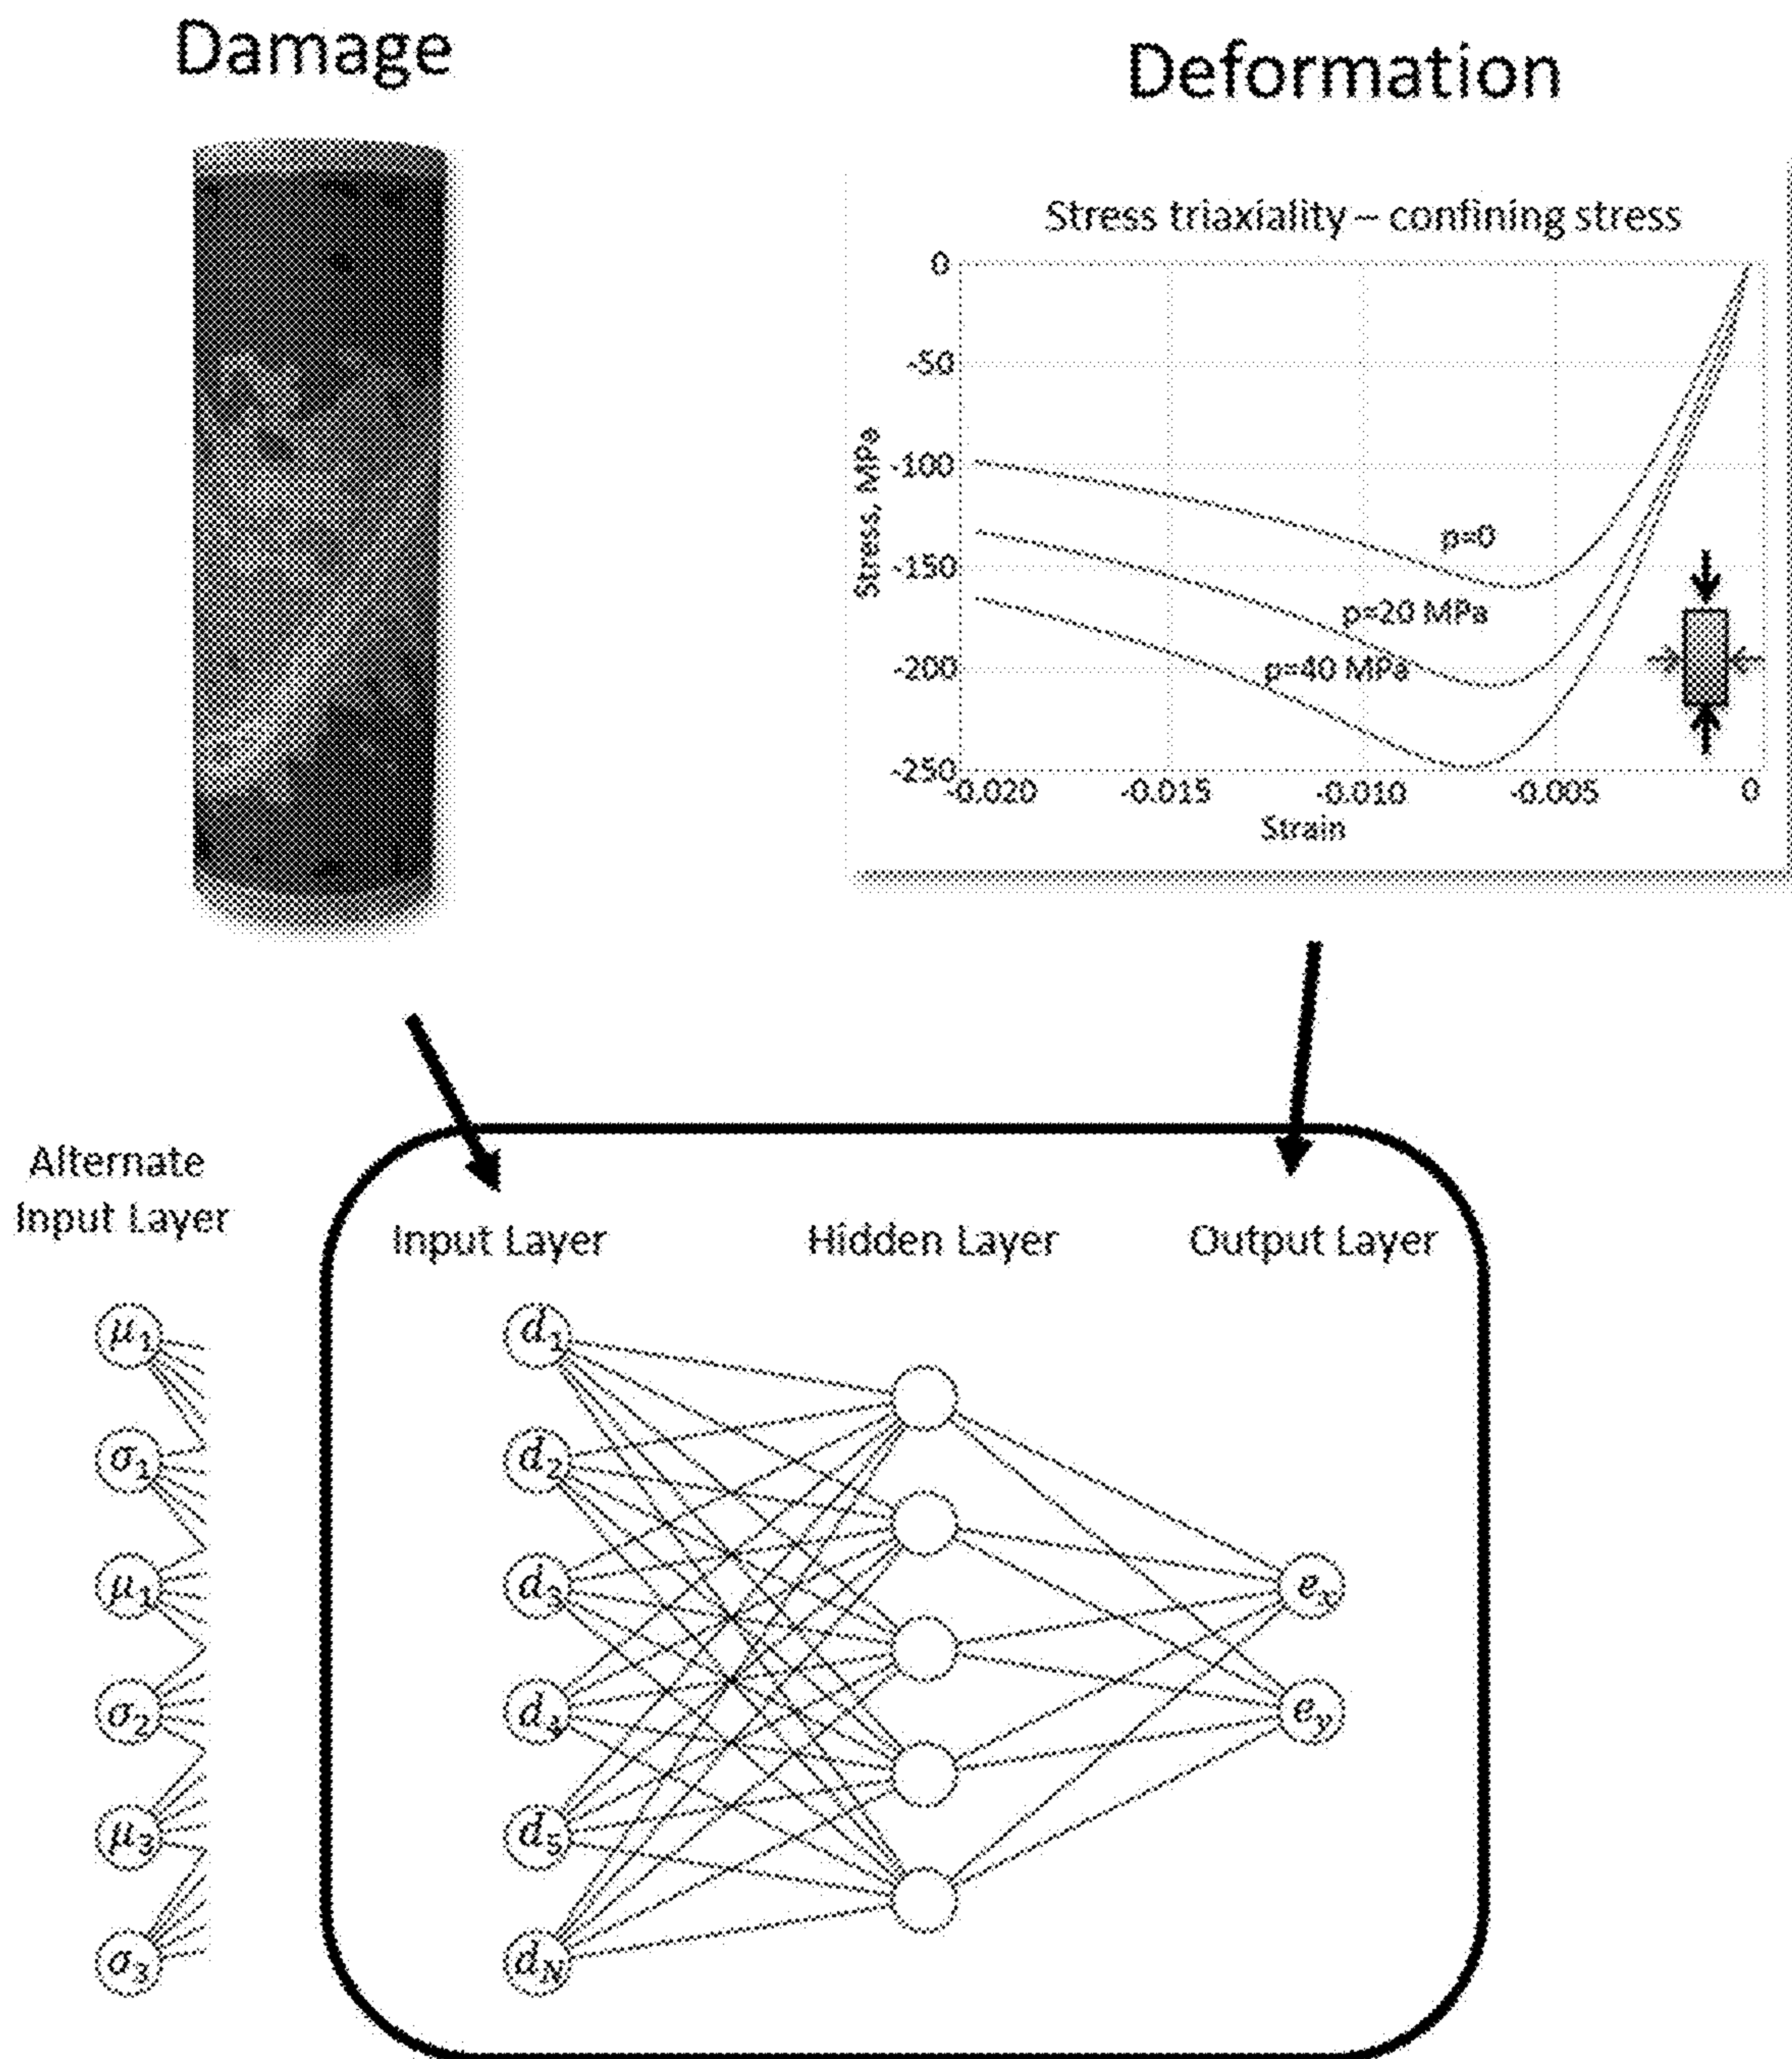 Damage
Deformation
Stress triaxiality – confining stress
0
-50
-100
-150
-200
-250
Stress, MPa
p=0
p=20 MPa
p=40 MPa
-0.020 -0.015 -0.010 -0.005 0
Strain
Alternate
Input Layer
Input Layer Hidden Layer Output Layer
μ1
σ1
μ1
σ2
μ3
σ3
d1
d2
d3
d4
d5
dN
ex
ey